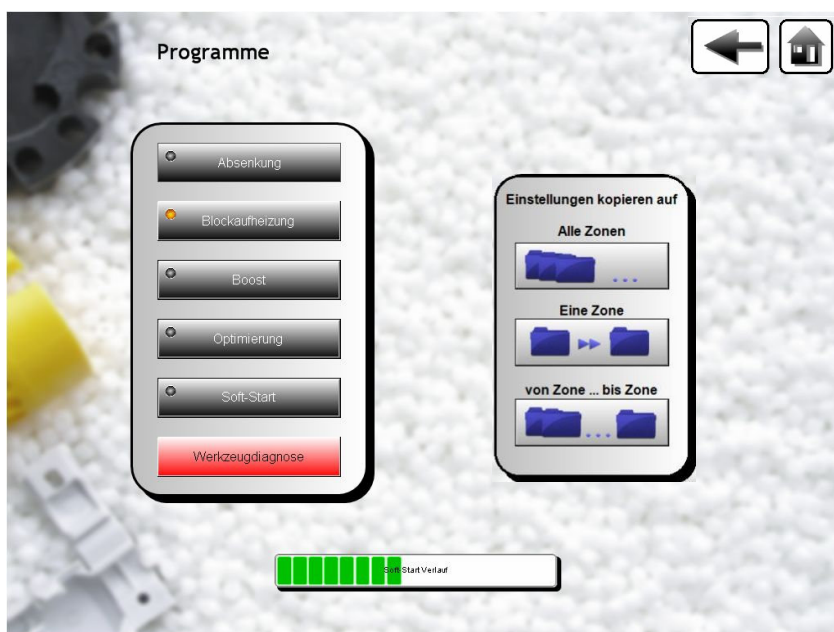 Programme
Absenkung
Blockaufheizung
Boost
Optimierung
Soft-Start
Werkzeugdiagnose
Einstellungen kopieren auf
Alle Zonen
...
Eine Zone
von Zone ... bis Zone
...
Soft Start Verlauf